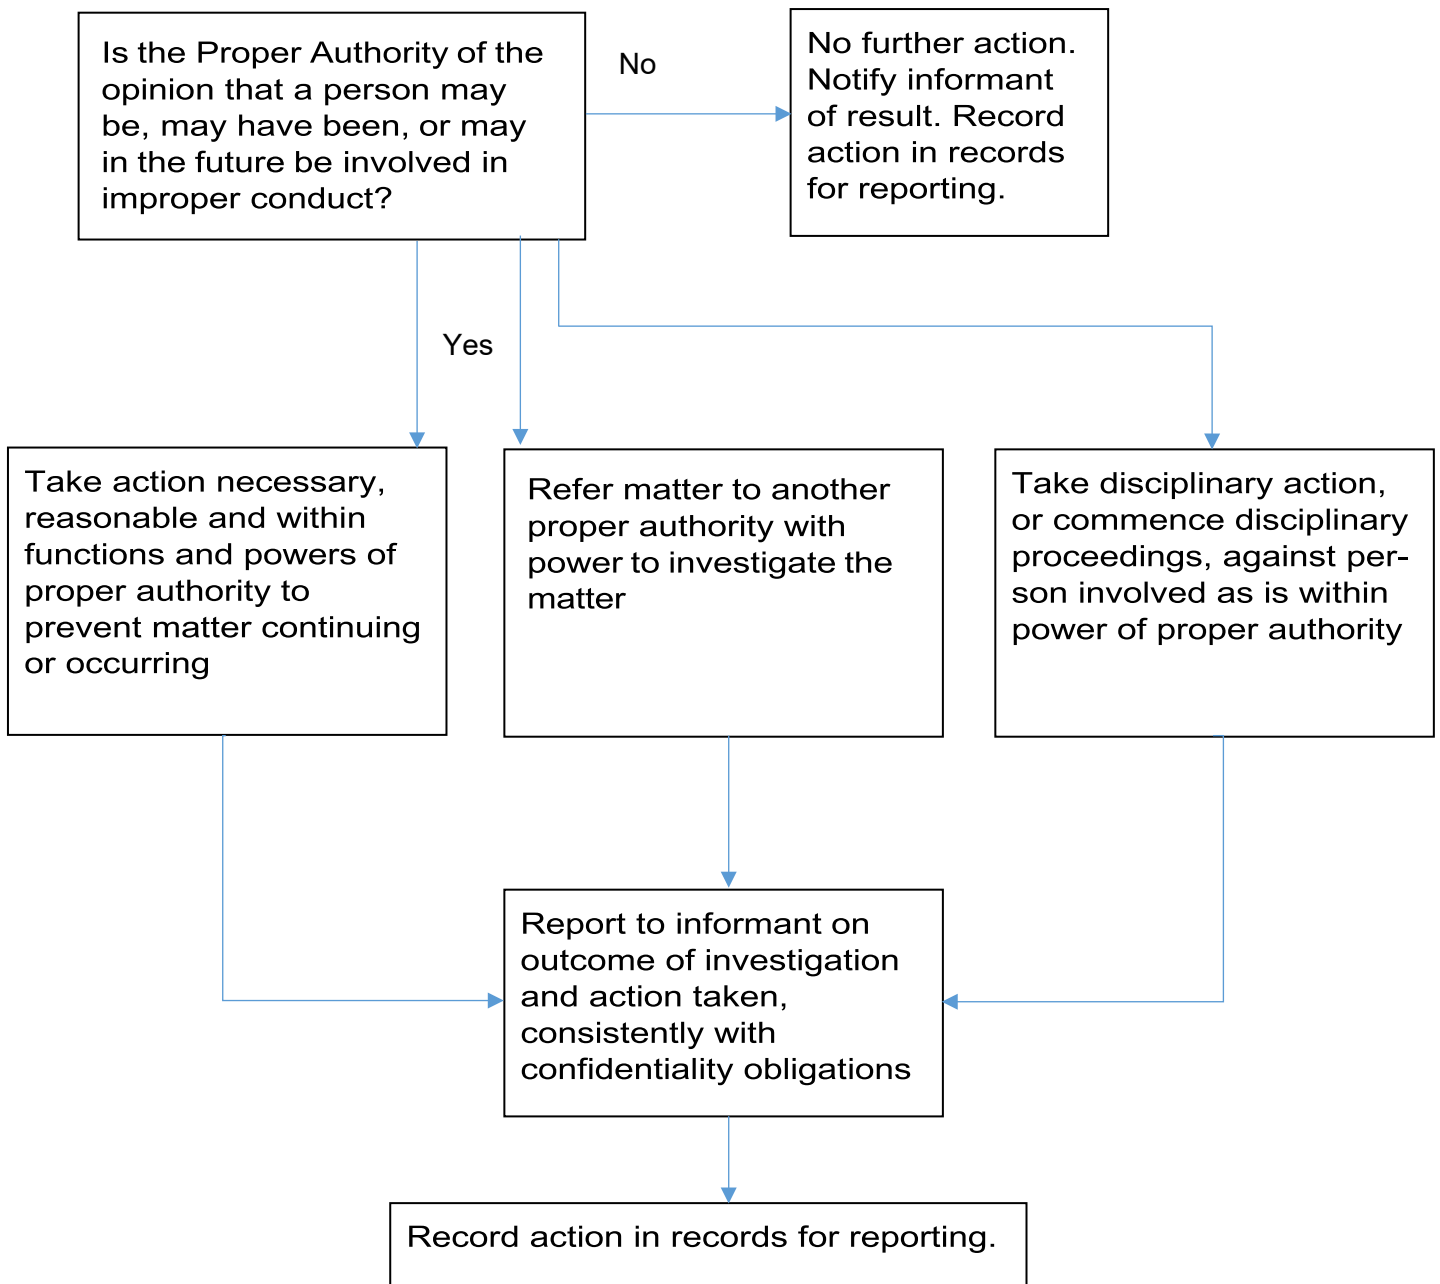 Is the Proper Authority of the
opinion that a person may
be, may have been, or may
in the future be involved in
improper conduct?
No
No further action.
Notify informant
of result. Record
action in records
for reporting.
Yes
Take action necessary,
reasonable and within
functions and powers of
proper authority to
prevent matter continuing
or occurring
Refer matter to another
proper authority with
power to investigate the
matter
Take disciplinary action,
or commence disciplinary
proceedings, against per-
son involved as is within
power of proper authority
Report to informant on
outcome of investigation
and action taken,
consistently with
confidentiality obligations
Record action in records for reporting.